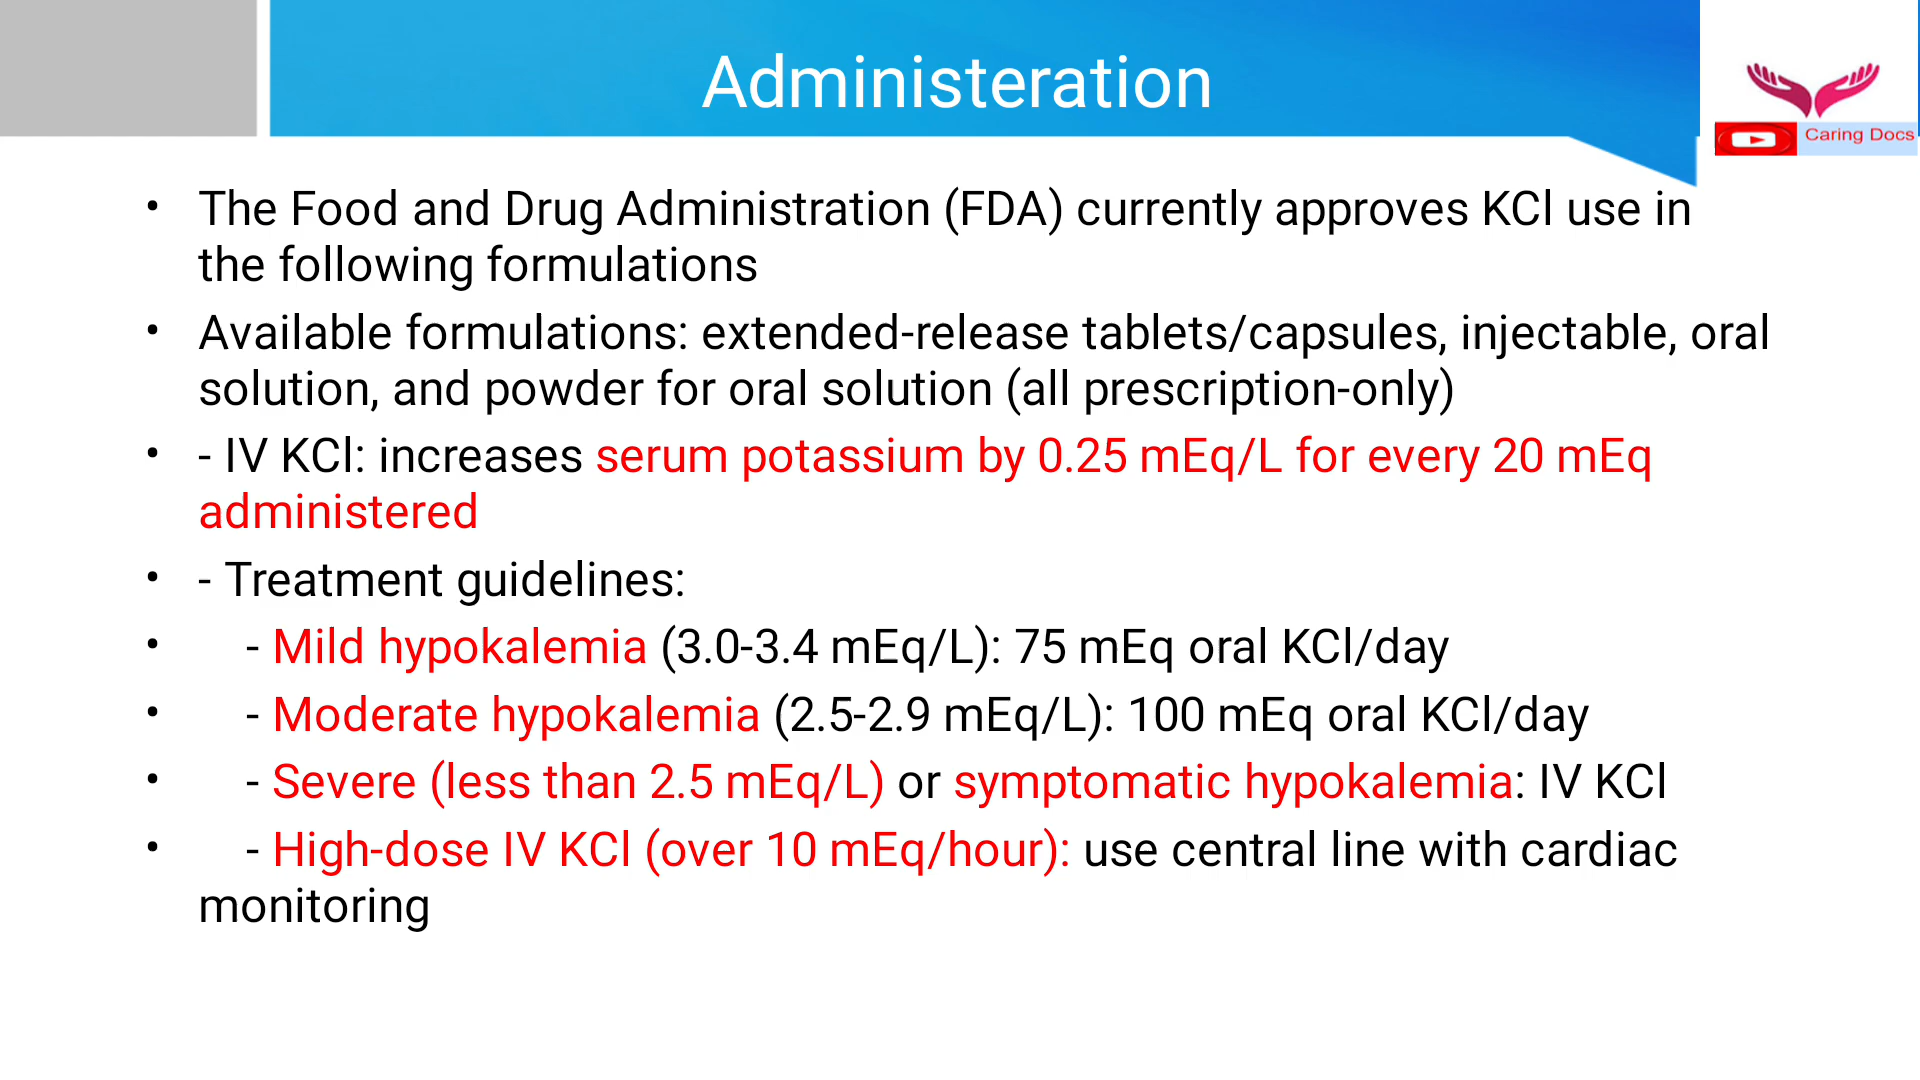 Administeration
Caring Docs
• The Food and Drug Administration (FDA) currently approves KCl use in
the following formulations
• Available formulations: extended-release tablets/capsules, injectable, oral
solution, and powder for oral solution (all prescription-only)
• - IV KCl: increases serum potassium by 0.25 mEq/L for every 20 mEq
administered
• - Treatment guidelines:
• - Mild hypokalemia (3.0-3.4 mEq/L): 75 mEq oral KCl/day
• - Moderate hypokalemia (2.5-2.9 mEq/L): 100 mEq oral KCl/day
• - Severe (less than 2.5 mEq/L) or symptomatic hypokalemia: IV KCl
• - High-dose IV KCl (over 10 mEq/hour): use central line with cardiac
monitoring